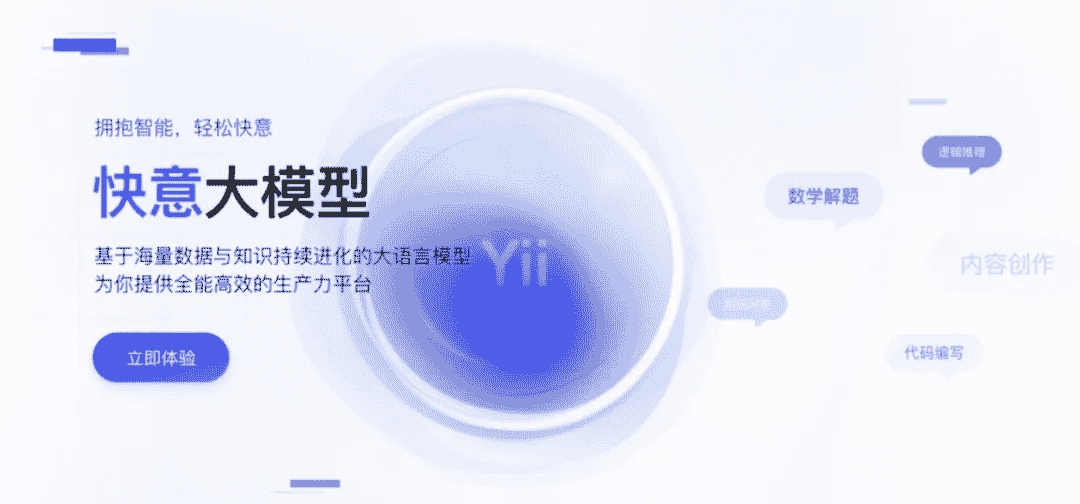 拥抱智能，轻松快意
快意大模型
基于海量数据与知识持续进化的大语言模型
为你提供全能高效的生产力平台
立即体验
Yii
逻辑推理
数学解题
内容创作
代码编写